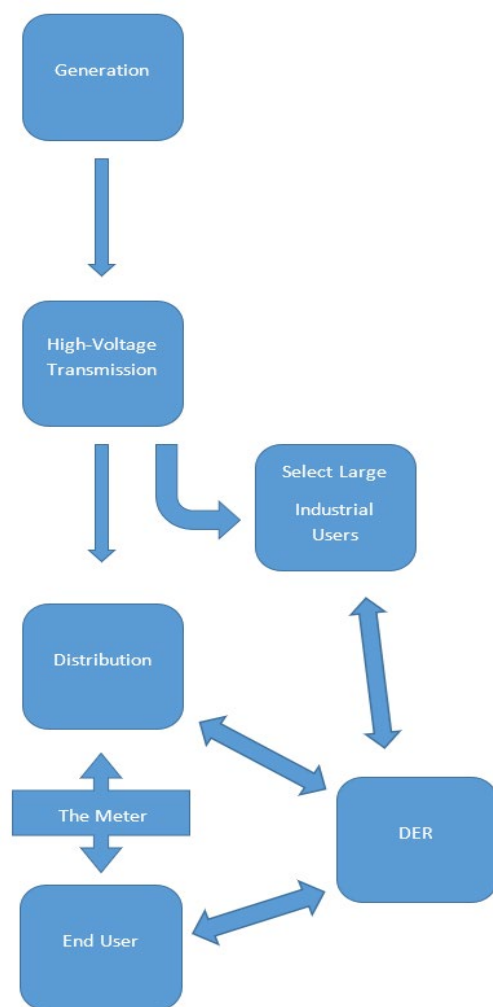 Generation
High-Voltage
Transmission
Select Large
Industrial
Users
Distribution
The Meter
DER
End User